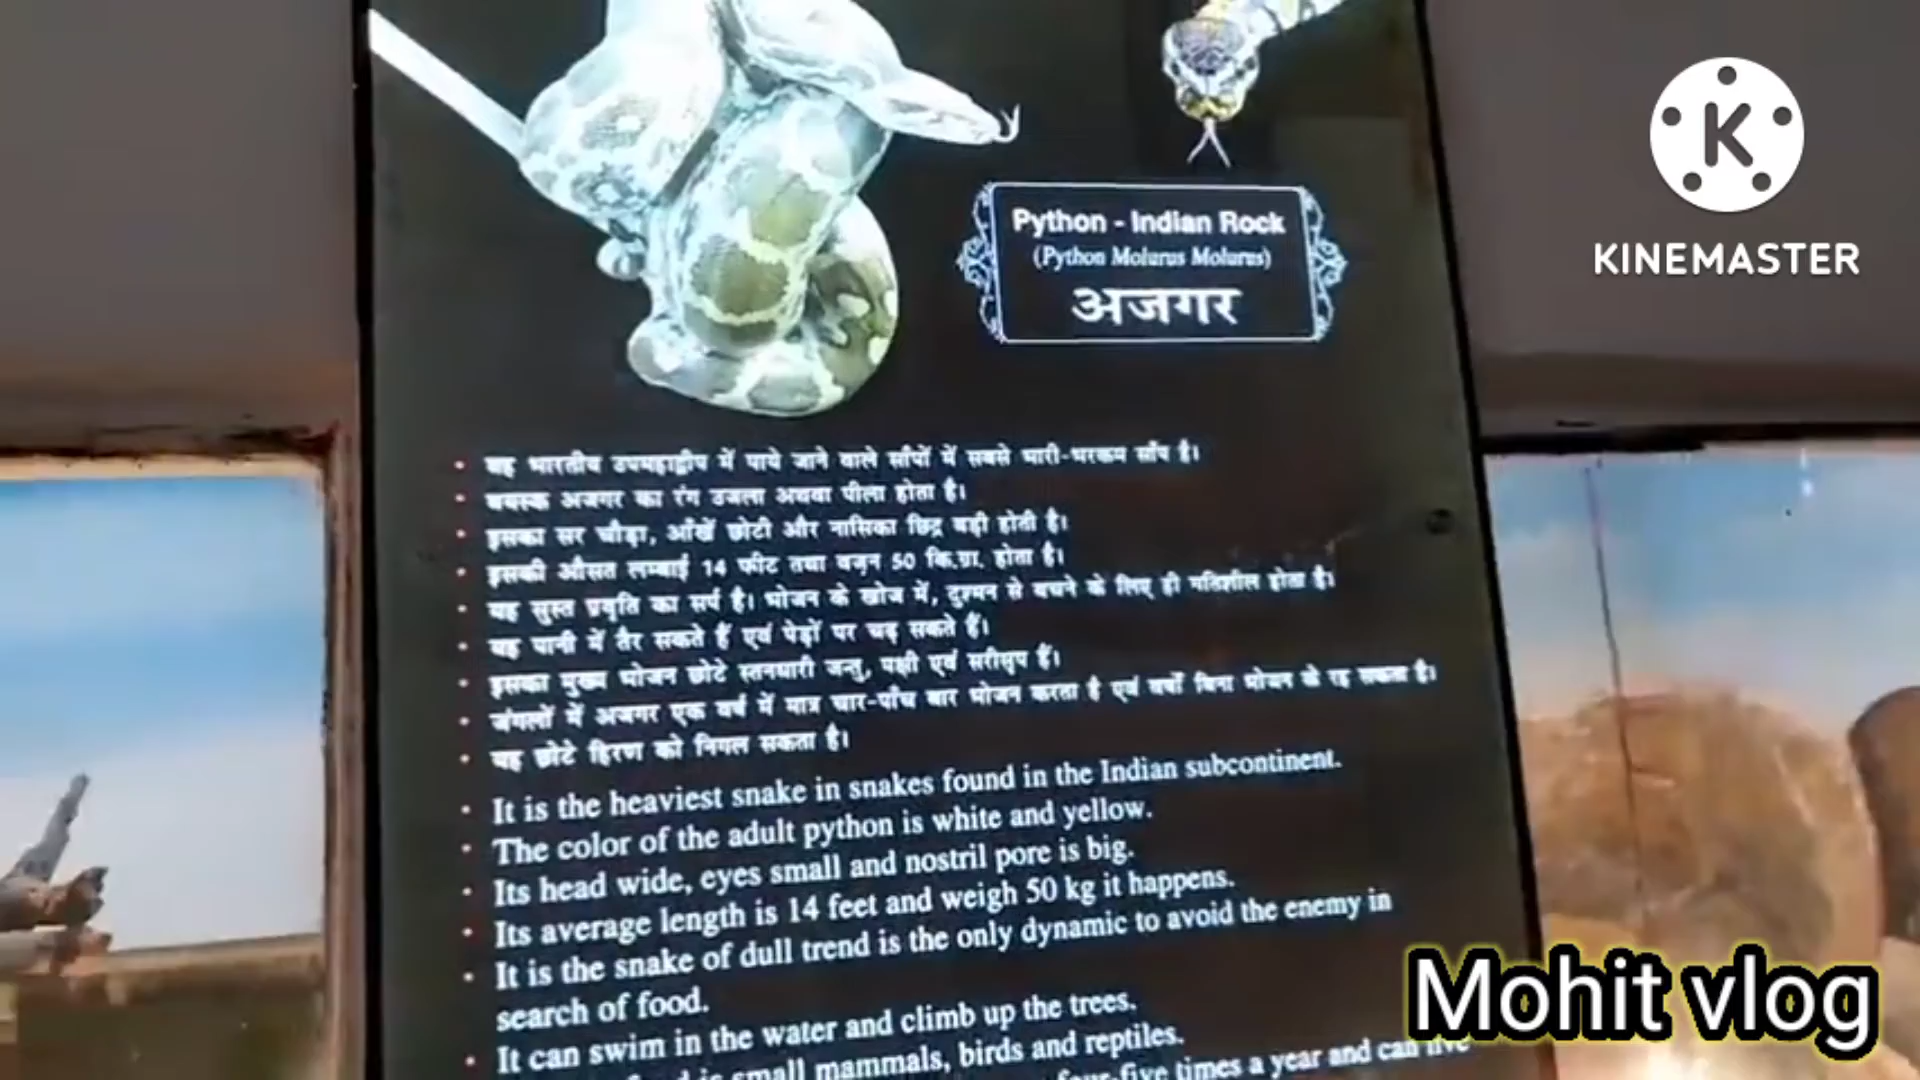 Python - Indian Rock
(Python Molurus Molurus)
अजगर
K
KINEMASTER
यह भारतीय उपमहाद्वीप में पाये जाने वाले साँपों में सबसे भारी-भरकम साँप है।
वयस्क अजगर का रंग उजला अथवा पीला होता है।
इसका सर चौड़ा, आँखें छोटी और नासिका छिद्र बड़ी होती है।
इसकी औसत लम्बाई 14 फीट तथा वज़न 50 कि.ग्रा. होता है।
यह सुस्त प्रवृति का सर्प है। भोजन के खोज में, दुश्मन से बचने के लिए ही गतिशील होता है।
यह पानी में तैर सकते हैं एवं पेड़ों पर चढ़ सकते हैं।
इसका मुख्य भोजन छोटे स्तनधारी जन्तु, पक्षी एवं सरीसृप हैं।
जंगलों में अजगर एक वर्ष में मात्र चार-पाँच बार भोजन करता है एवं वर्षों बिना भोजन के रह सकता है।
यह छोटे हिरण को निगल सकता है।
It is the heaviest snake in snakes found in the Indian subcontinent.
The color of the adult python is white and yellow.
Its head wide, eyes small and nostril pore is big.
Its average length is 14 feet and weigh 50 kg it happens.
It is the snake of dull trend is the only dynamic to avoid the enemy in
search of food.
It can swim in the water and climb up the trees.
is small mammals, birds and reptiles.
four-five times a year and can live
Mohit vlog